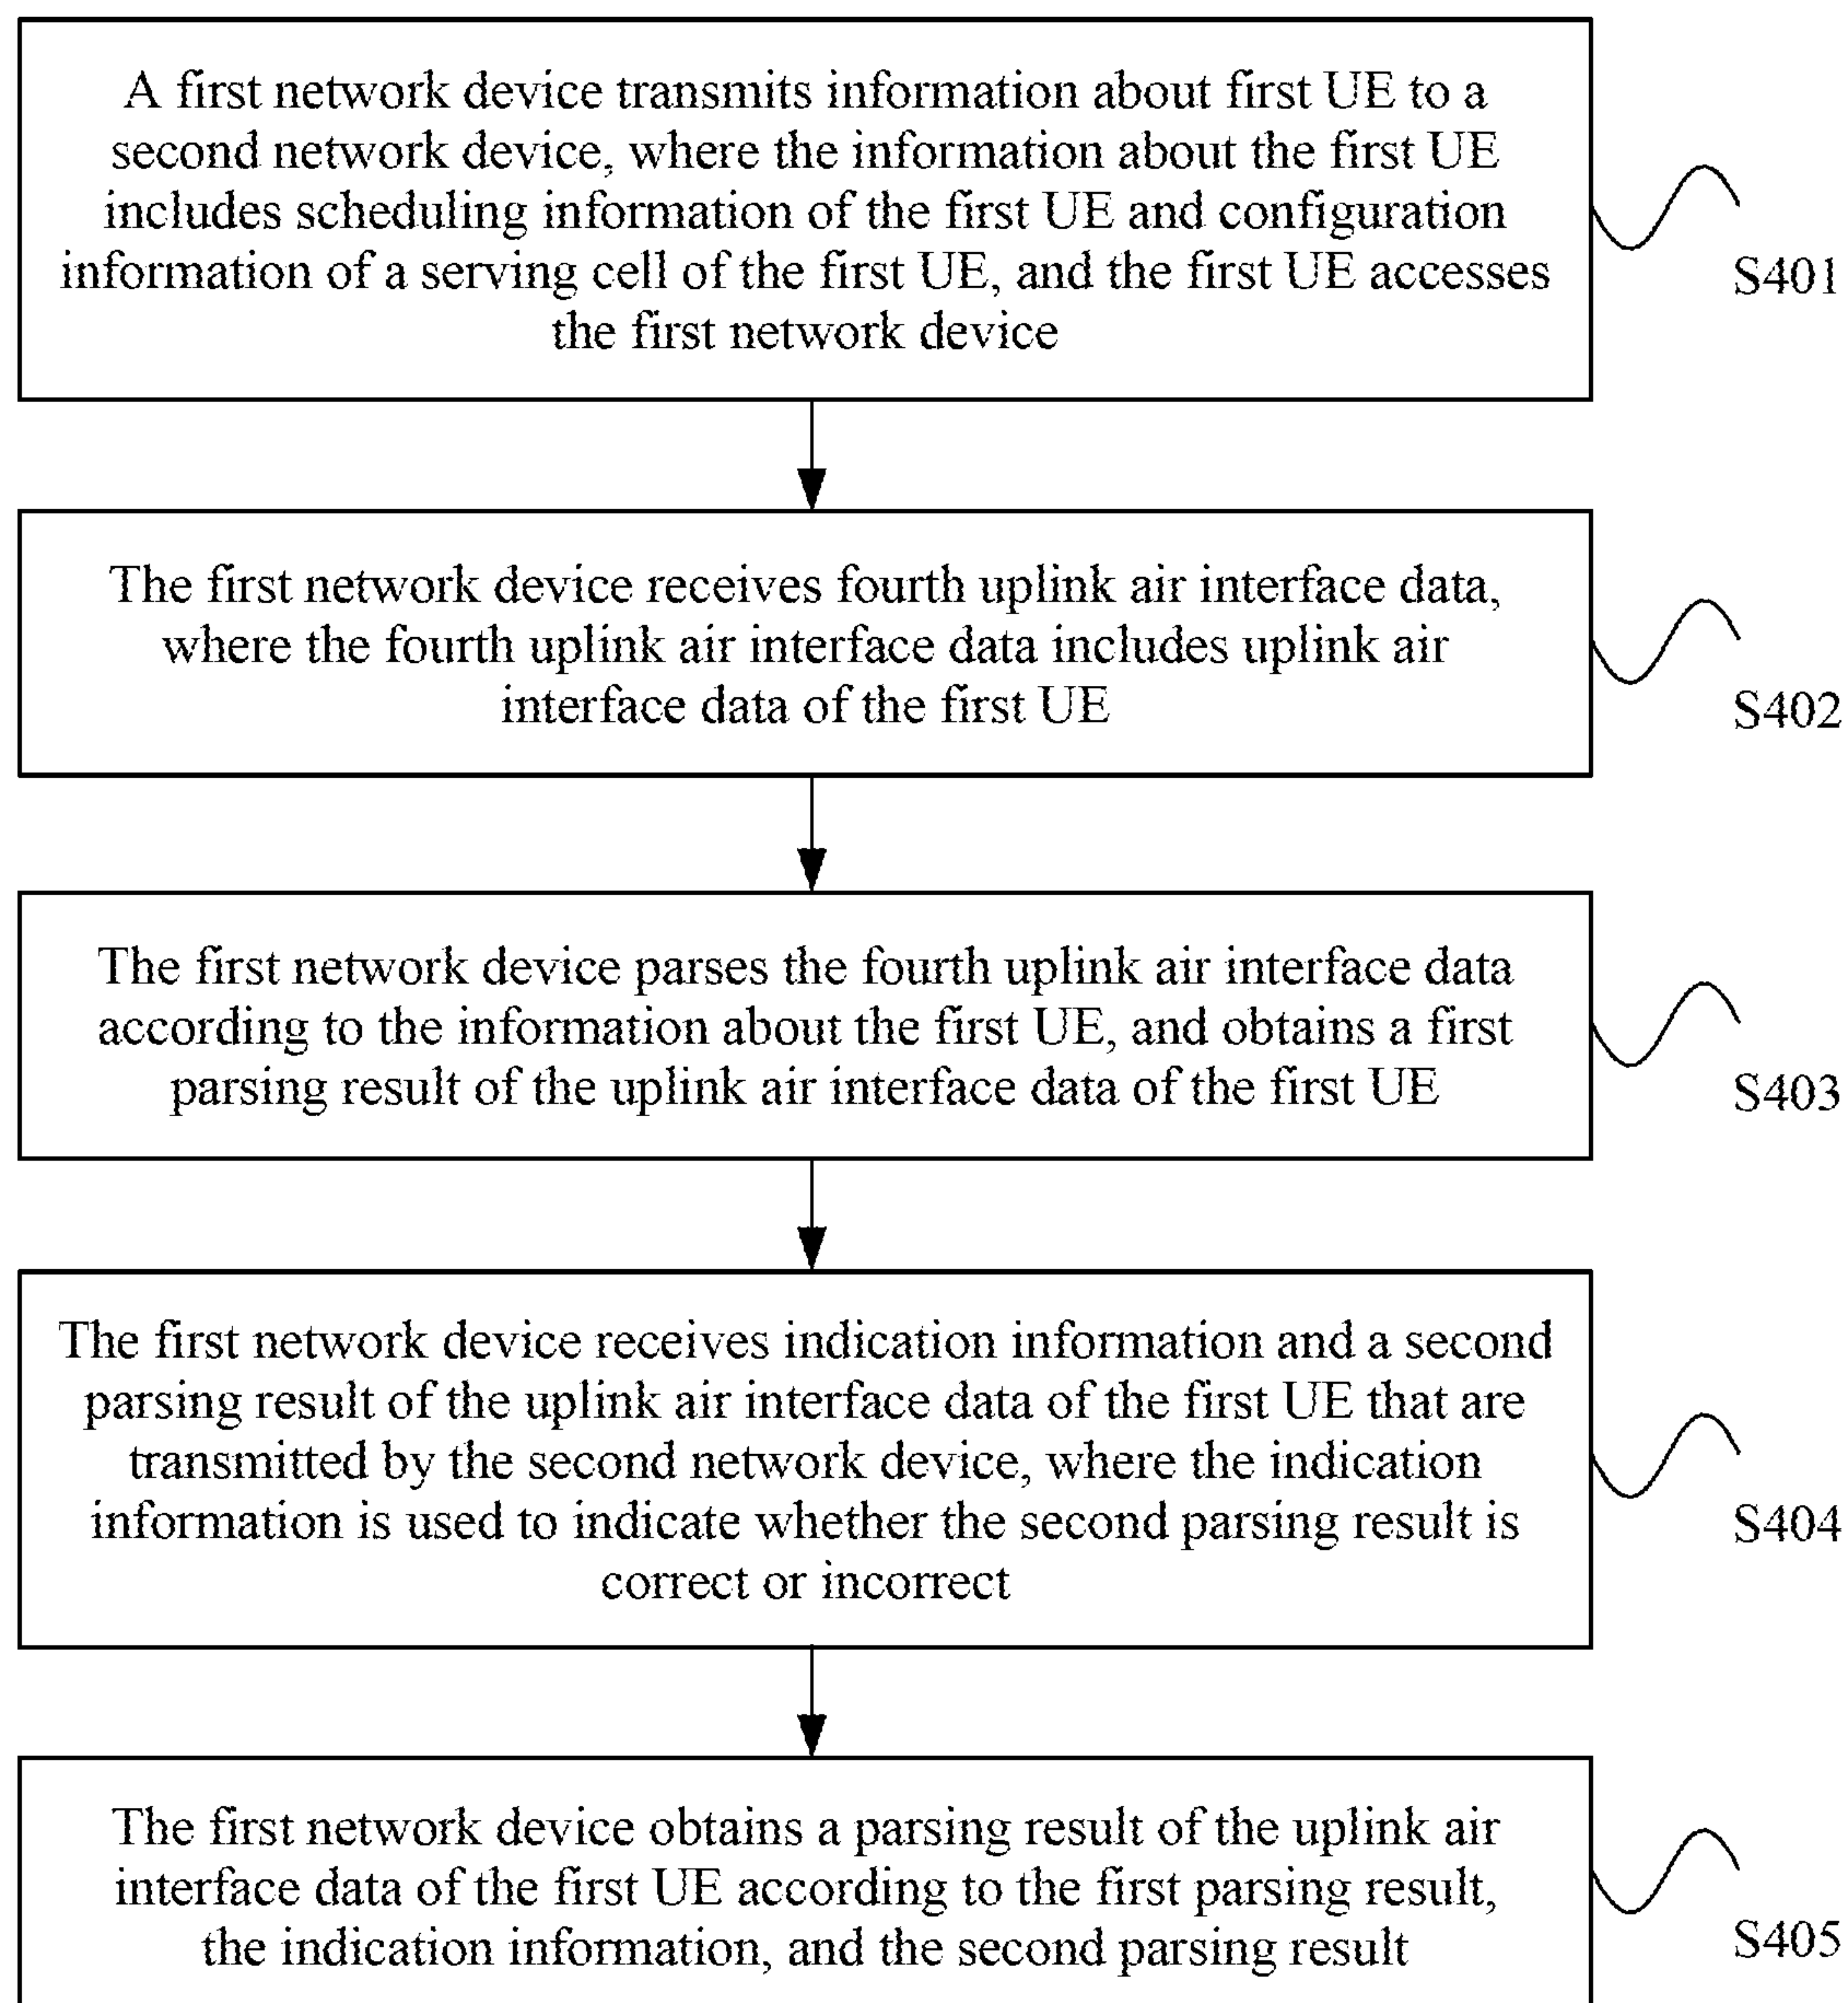 A first network device transmits information about first UE to a
second network device, where the information about the first UE
includes scheduling information of the first UE and configuration
information of a serving cell of the first UE, and the first UE accesses
the first network device
S401
The first network device receives fourth uplink air interface data,
where the fourth uplink air interface data includes uplink air
interface data of the first UE
S402
The first network device parses the fourth uplink air interface data
according to the information about the first UE, and obtains a first
parsing result of the uplink air interface data of the first UE
S403
The first network device receives indication information and a second
parsing result of the uplink air interface data of the first UE that are
transmitted by the second network device, where the indication
information is used to indicate whether the second parsing result is
correct or incorrect
S404
The first network device obtains a parsing result of the uplink air
interface data of the first UE according to the first parsing result,
the indication information, and the second parsing result
S405